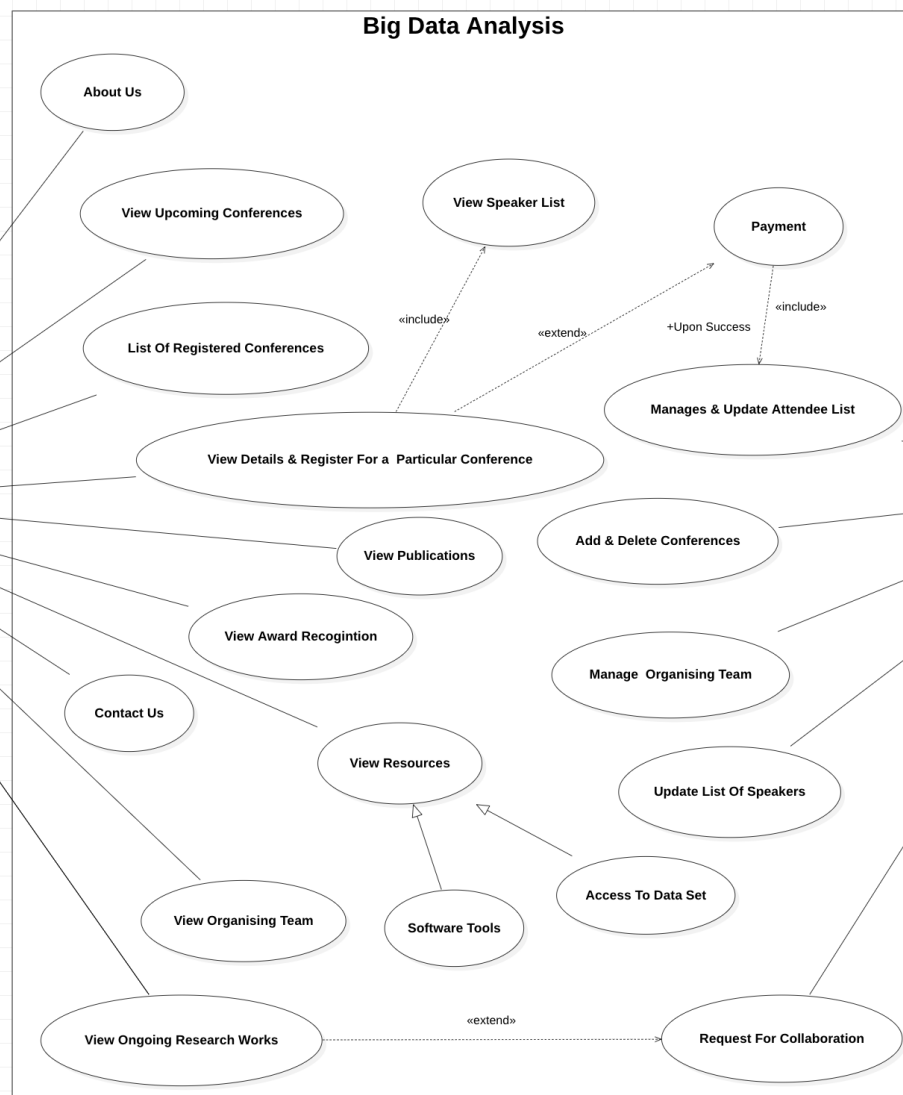 Big Data Analysis
About Us
View Upcoming Conferences
View Speaker List
Payment
«include»
«extend»
+Upon Success
«include»
List Of Registered Conferences
Manages & Update Attendee List
View Details & Register For a  Particular Conference
View Publications
Add & Delete Conferences
View Award Recogintion
Manage  Organising Team
Contact Us
View Resources
Update List Of Speakers
View Organising Team
Software Tools
Access To Data Set
«extend»
View Ongoing Research Works
Request For Collaboration